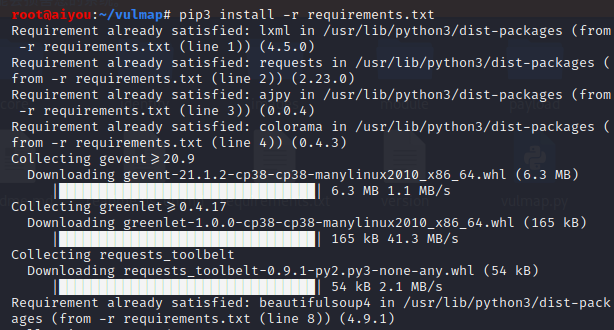 root@aiyou:~/vulmap# pip3 install -r requirements.txt
Requirement already satisfied: lxml in /usr/lib/python3/dist-packages (from
 -r requirements.txt (line 1)) (4.5.0)
Requirement already satisfied: requests in /usr/lib/python3/dist-packages (
from -r requirements.txt (line 2)) (2.23.0)
Requirement already satisfied: ajpy in /usr/lib/python3/dist-packages (from
 -r requirements.txt (line 3)) (0.0.4)
Requirement already satisfied: colorama in /usr/lib/python3/dist-packages (
from -r requirements.txt (line 4)) (0.4.3)
Collecting gevent≥20.9
  Downloading gevent-21.1.2-cp38-cp38-manylinux2010_x86_64.whl (6.3 MB)
 6.3 MB 1.1 MB/s
Collecting greenlet≥0.4.17
  Downloading greenlet-1.0.0-cp38-cp38-manylinux2010_x86_64.whl (165 kB)
 165 kB 41.3 MB/s
Collecting requests_toolbelt
  Downloading requests_toolbelt-0.9.1-py2.py3-none-any.whl (54 kB)
 54 kB 2.1 MB/s
Requirement already satisfied: beautifulsoup4 in /usr/lib/python3/dist-pack
ages (from -r requirements.txt (line 8)) (4.9.1)